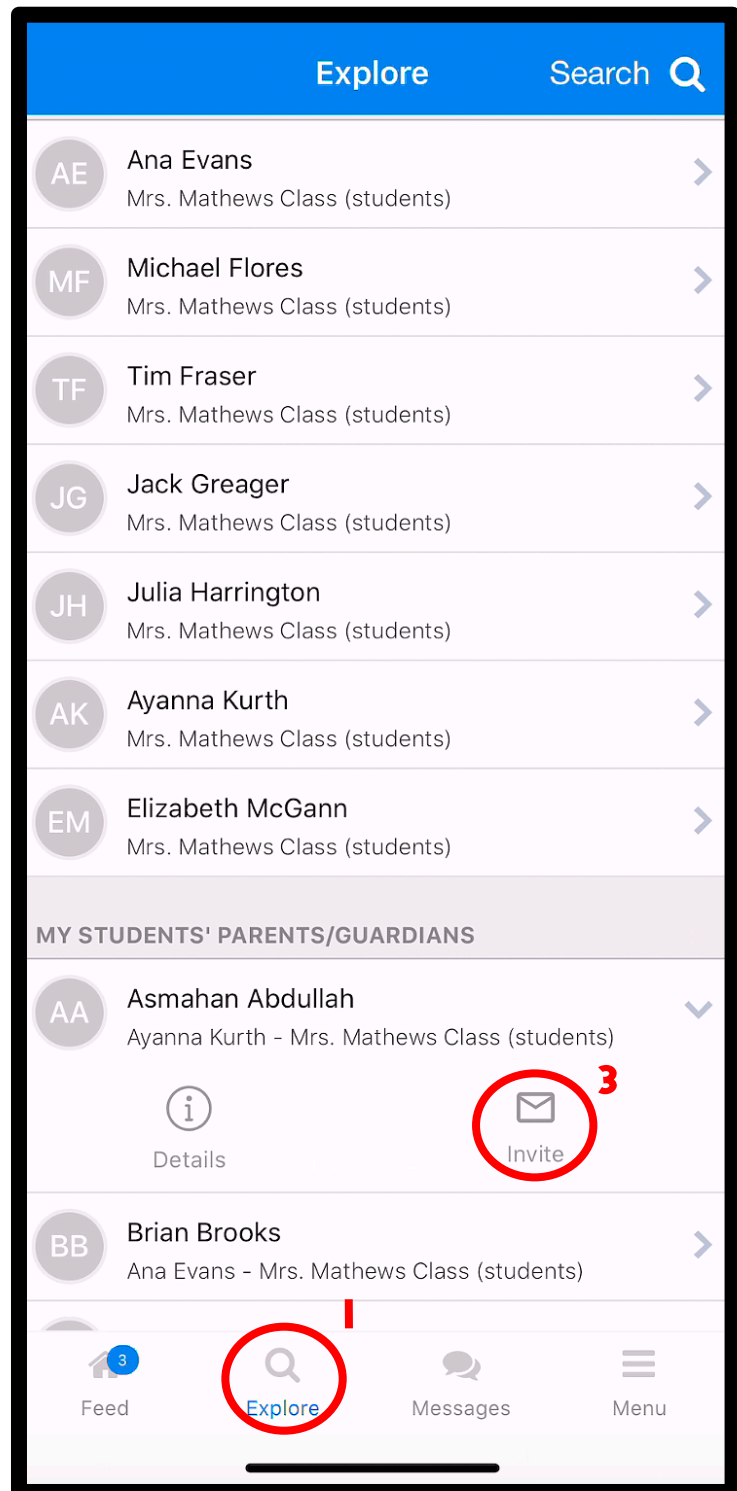 Explore Search
AE Ana Evans
Mrs. Mathews Class (students)
MF Michael Flores
Mrs. Mathews Class (students)
TF Tim Fraser
Mrs. Mathews Class (students)
JG Jack Greager
Mrs. Mathews Class (students)
JH Julia Harrington
Mrs. Mathews Class (students)
AK Ayanna Kurth
Mrs. Mathews Class (students)
EM Elizabeth McGann
Mrs. Mathews Class (students)
MY STUDENTS' PARENTS/GUARDIANS
AA Asmahan Abdullah
Ayanna Kurth - Mrs. Mathews Class (students)
3
Details Invite
BB Brian Brooks
Ana Evans - Mrs. Mathews Class (students)
1
3
Feed Explore Messages Menu